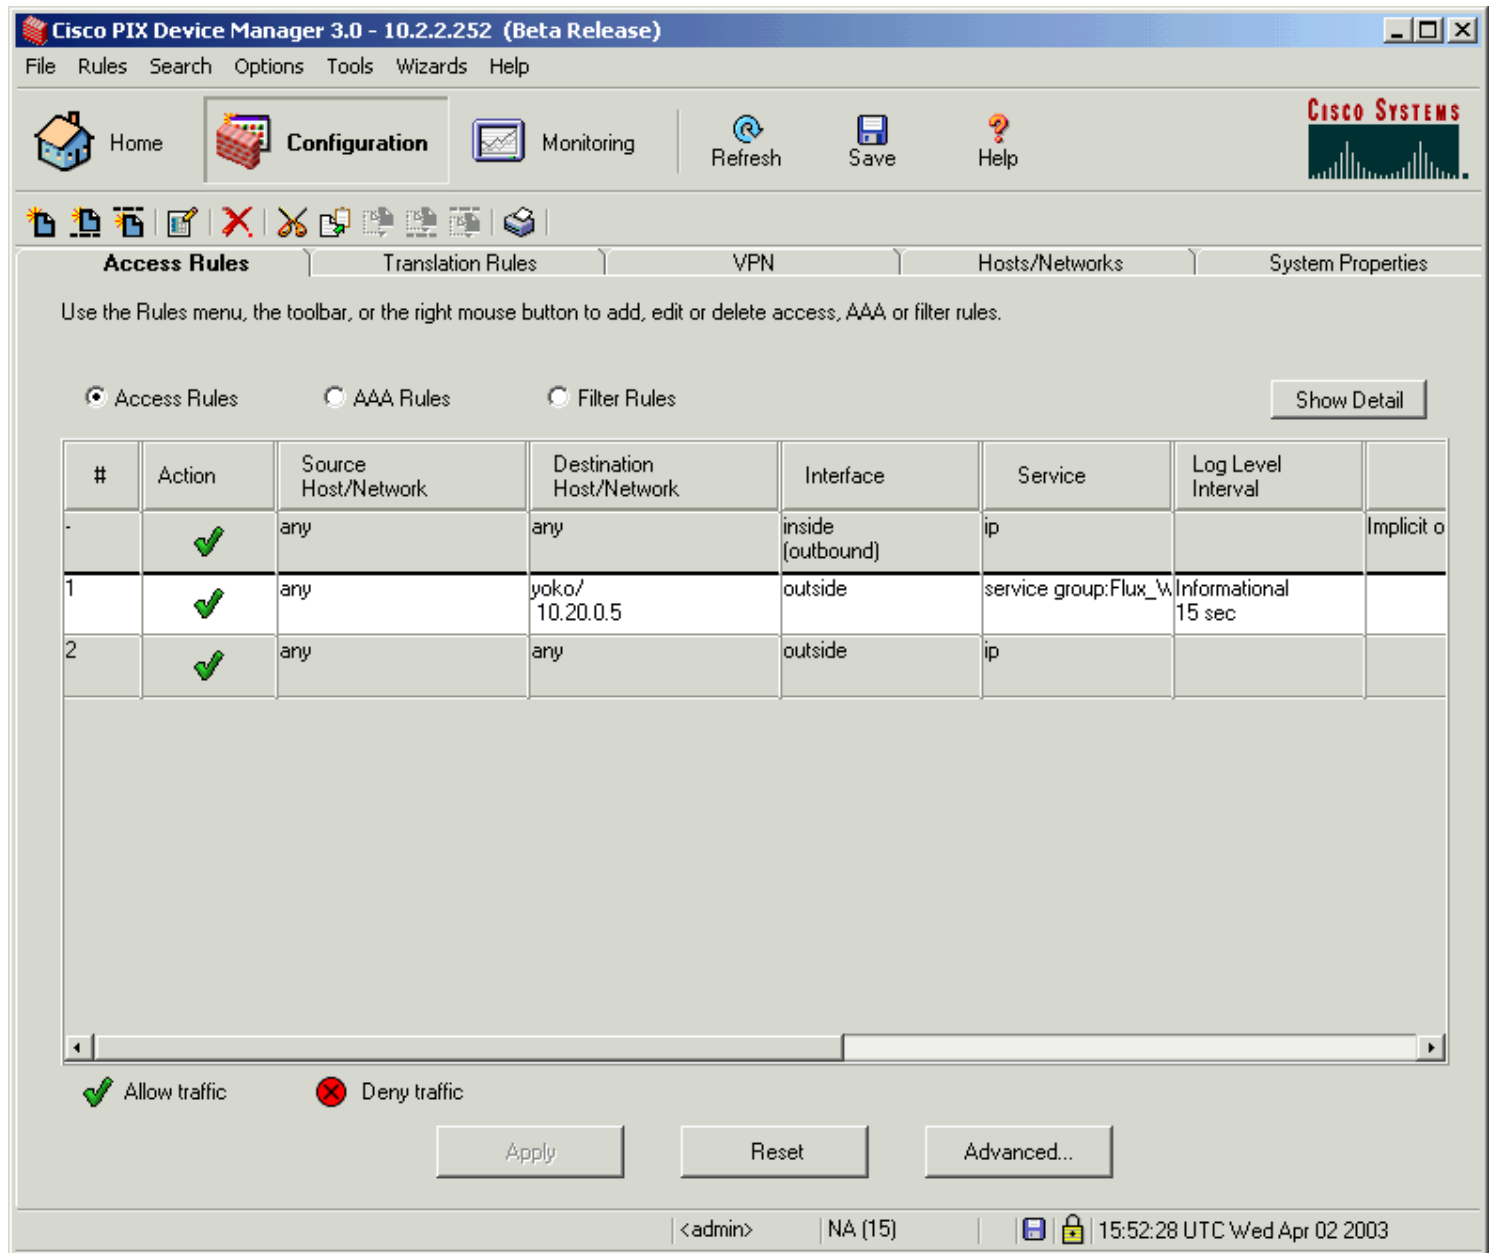 Cisco PIX Device Manager 3.0 - 10.2.2.252 (Beta Release)
File Rules Search Options Tools Wizards Help
Home Configuration Monitoring Refresh Save Help
CISCO SYSTEMS
Access Rules Translation Rules VPN Hosts/Networks System Properties
Use the Rules menu, the toolbar, or the right mouse button to add, edit or delete access, AAA or filter rules.
Access Rules AAA Rules Filter Rules Show Detail
# Action Source Host/Network Destination Host/Network Interface Service Log Level Interval
- any any inside (outbound) ip Implicit o
1 any yoko/ 10.20.0.5 outside service group:Flux_W Informational 15 sec
2 any any outside ip
Allow traffic Deny traffic
Apply Reset Advanced...
<admin> NA (15) 15:52:28 UTC Wed Apr 02 2003